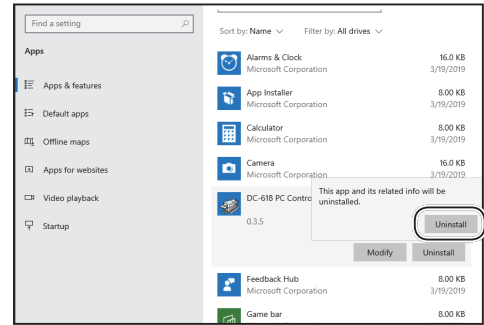 Find a setting
Apps
Apps & features
Default apps
Offline maps
Apps for websites
Video playback
Startup
Sort by: Name Filter by: All drives
Alarms & Clock 16.0 KB
Microsoft Corporation 3/19/2019
App Installer 8.00 KB
Microsoft Corporation 3/19/2019
Calculator 8.00 KB
Microsoft Corporation 3/19/2019
Camera 16.0 KB
Microsoft Corporation 3/19/2019
DC-618 PC Contro
0.3.5
This app and its related info will be
uninstalled.
Uninstall
Modify Uninstall
Feedback Hub 8.00 KB
Microsoft Corporation 3/19/2019
Game bar 8.00 KB